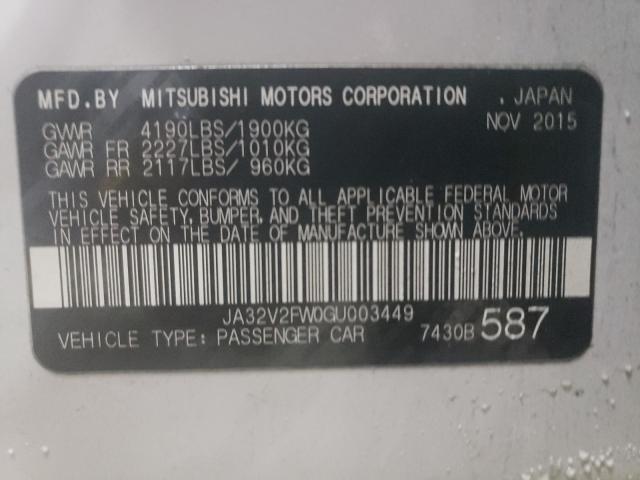 MFD.BY MITSUBISHI MOTORS CORPORATION , JAPAN
NOV 2015
GVWR 4190LBS/1900KG
GAWR FR 2227LBS/1010KG
GAWR RR 2117LBS/ 960KG
THIS VEHICLE CONFORMS TO ALL APPLICABLE FEDERAL MOTOR
VEHICLE SAFETY, BUMPER, AND THEFT PREVENTION STANDARDS
IN EFFECT ON THE DATE OF MANUFACTURE SHOWN ABOVE.
JA32V2FW0GU003449
VEHICLE TYPE: PASSENGER CAR 7430B 587